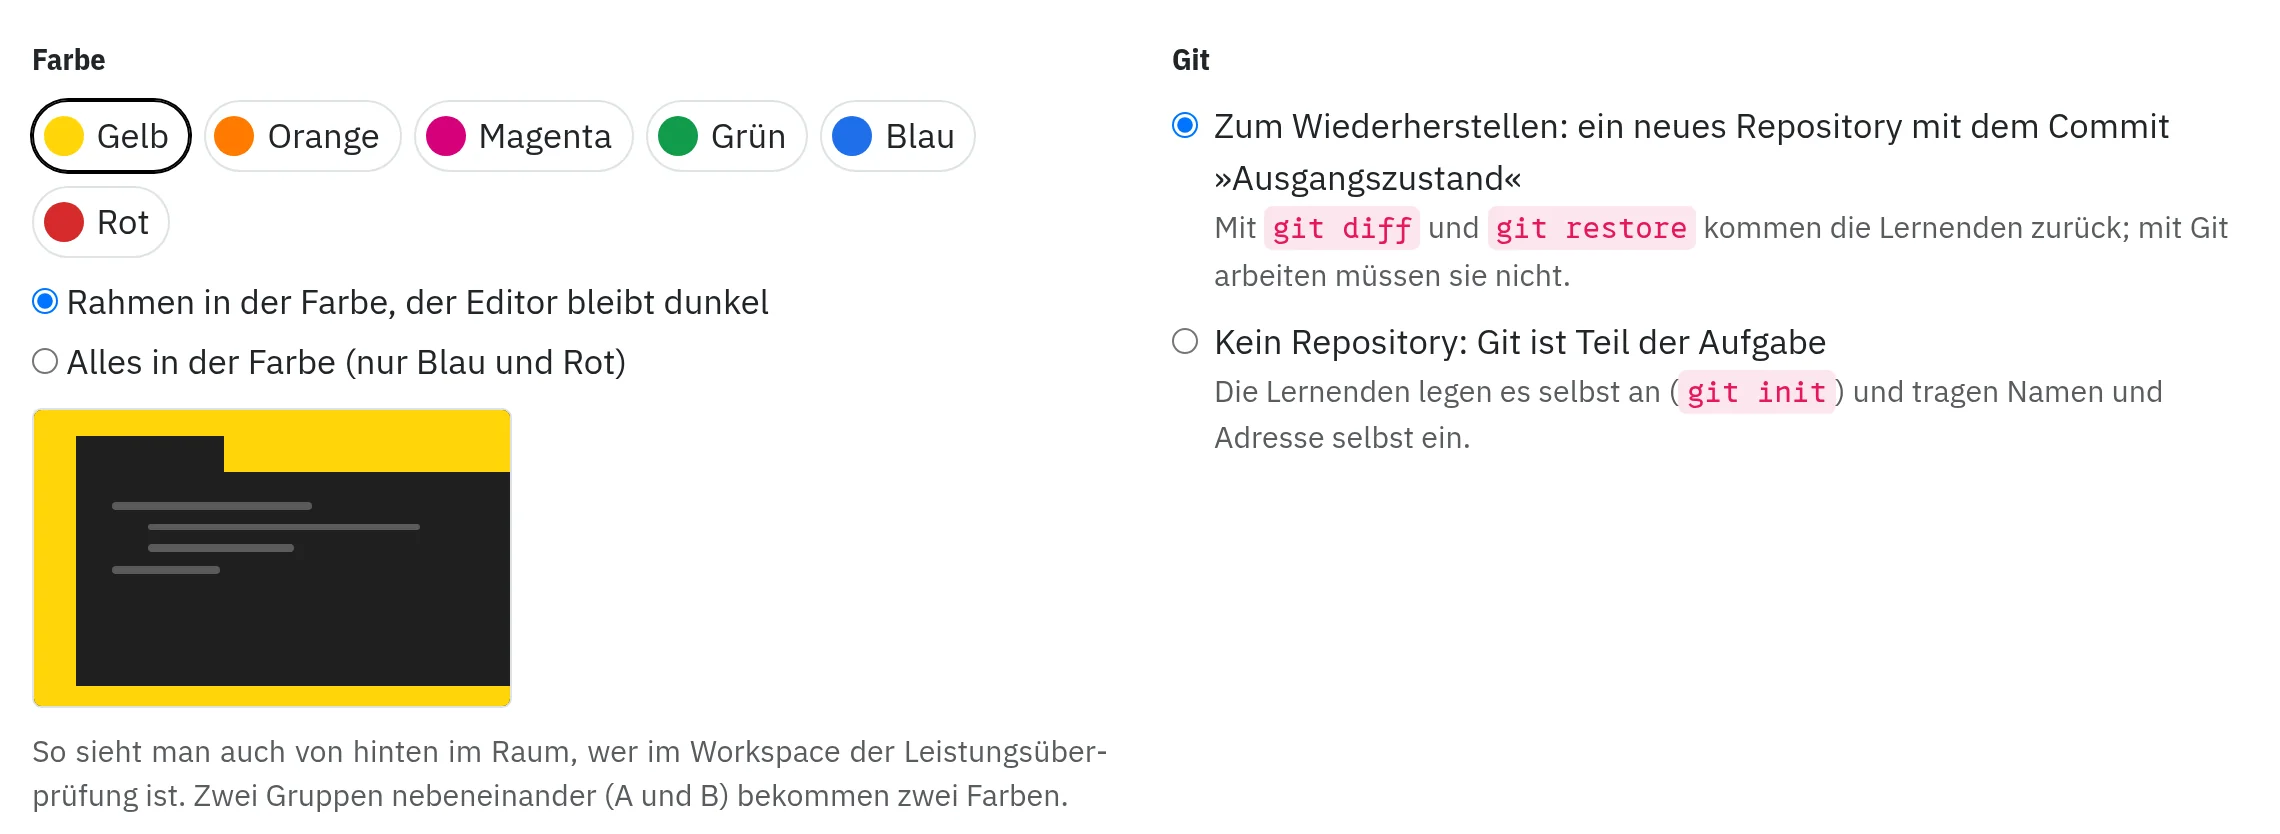 Farbe
Gelb
Orange
Magenta
Grün
Blau
Rot
Rahmen in der Farbe, der Editor bleibt dunkel
Alles in der Farbe (nur Blau und Rot)
So sieht man auch von hinten im Raum, wer im Workspace der Leistungsüber-
prüfung ist. Zwei Gruppen nebeneinander (A und B) bekommen zwei Farben.
Git
Zum Wiederherstellen: ein neues Repository mit dem Commit
»Ausgangszustand«
Mit git diff und git restore kommen die Lernenden zurück; mit Git
arbeiten müssen sie nicht.
Kein Repository: Git ist Teil der Aufgabe
Die Lernenden legen es selbst an (git init) und tragen Namen und
Adresse selbst ein.